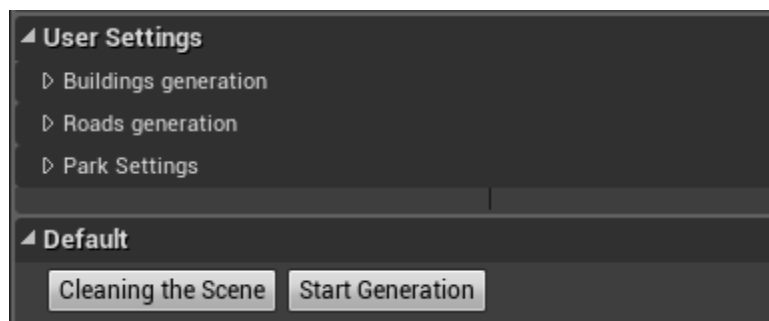 User Settings
Buildings generation
Roads generation
Park Settings
Default
Cleaning the Scene Start Generation